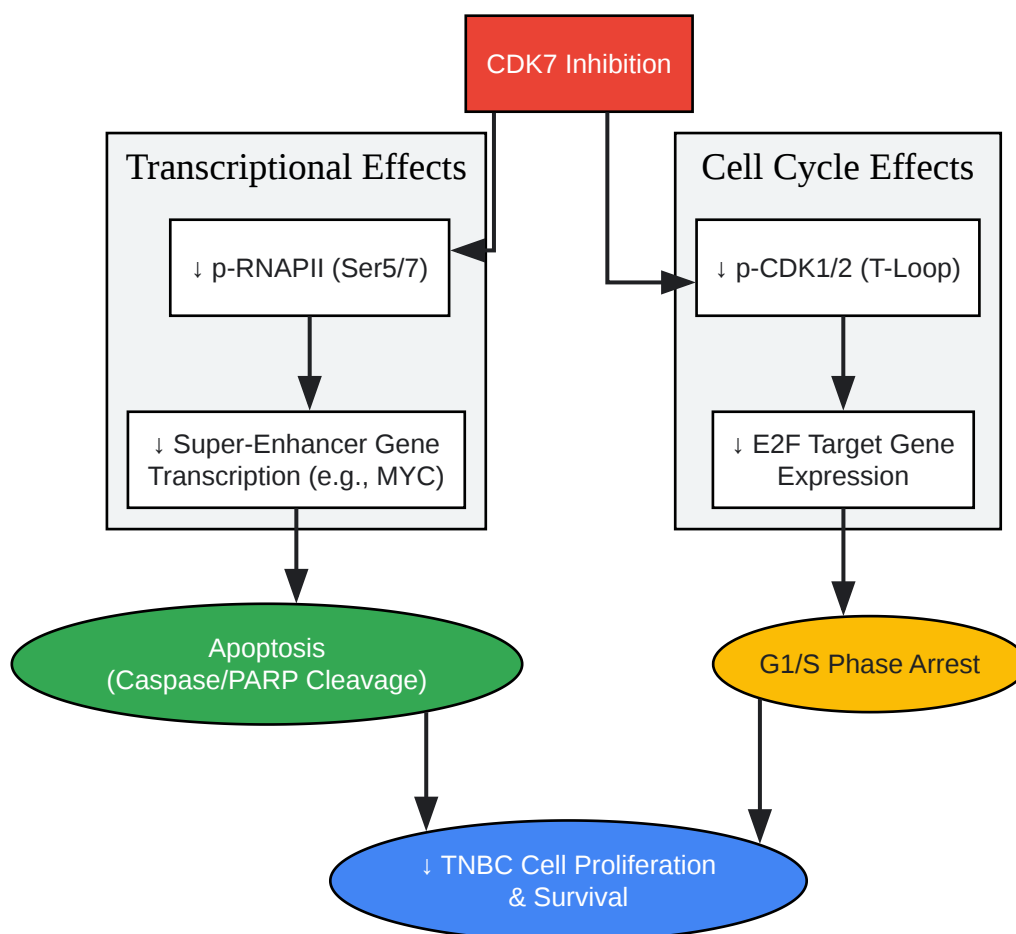 CDK7 Inhibition
Transcriptional Effects
↓ p-RNAPII (Ser5/7)
↓ Super-Enhancer Gene
Transcription (e.g., MYC)
Cell Cycle Effects
↓ p-CDK1/2 (T-Loop)
↓ E2F Target Gene
Expression
Apoptosis
(Caspase/PARP Cleavage)
G1/S Phase Arrest
↓ TNBC Cell Proliferation
& Survival